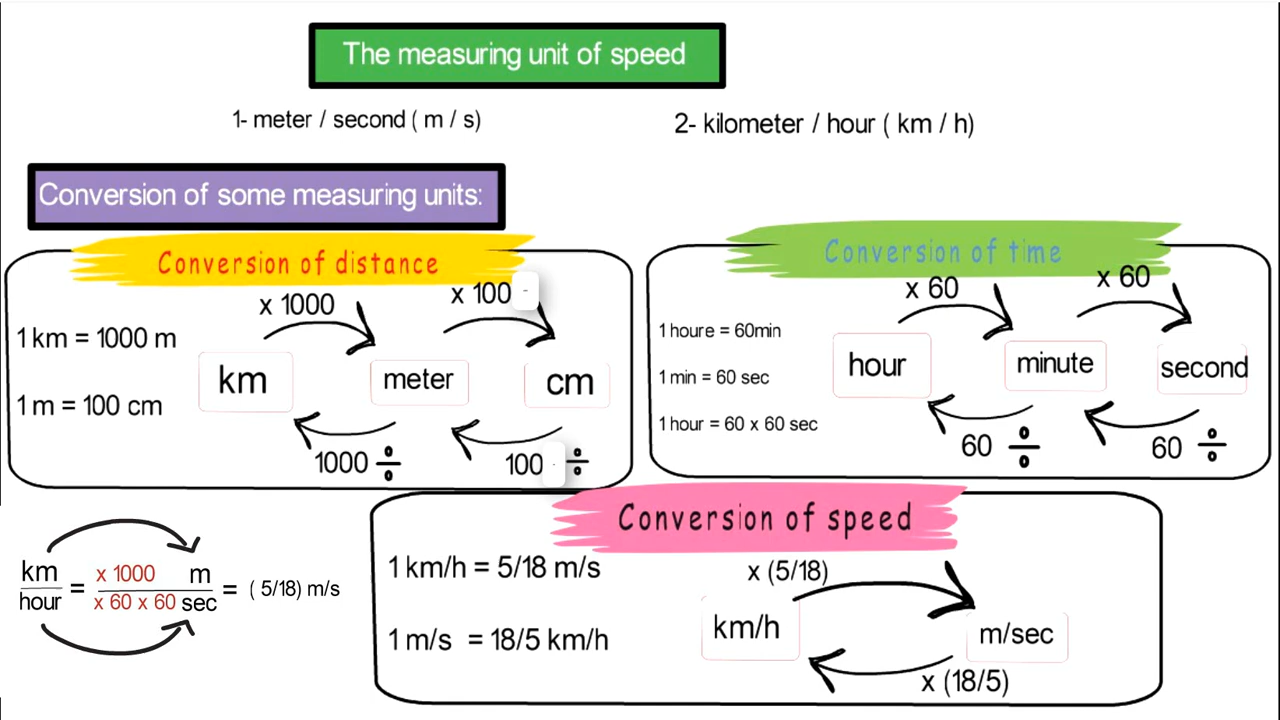 The measuring unit of speed
1- meter / second ( m / s)
2- kilometer / hour ( km / h)
Conversion of some measuring units:
Conversion of distance
x 1000
x 100
1 km = 1000 m
1 m = 100 cm
km
meter
cm
1000 ÷
100 ÷
Conversion of time
x 60
x 60
1 houre = 60min
1 min = 60 sec
1 hour = 60 x 60 sec
hour
minute
second
60 ÷
60 ÷
km
hour
=
x 1000 m
x 60 x 60 sec
= ( 5/18) m/s
Conversion of speed
1 km/h = 5/18 m/s
1 m/s = 18/5 km/h
x (5/18)
km/h
m/sec
x (18/5)